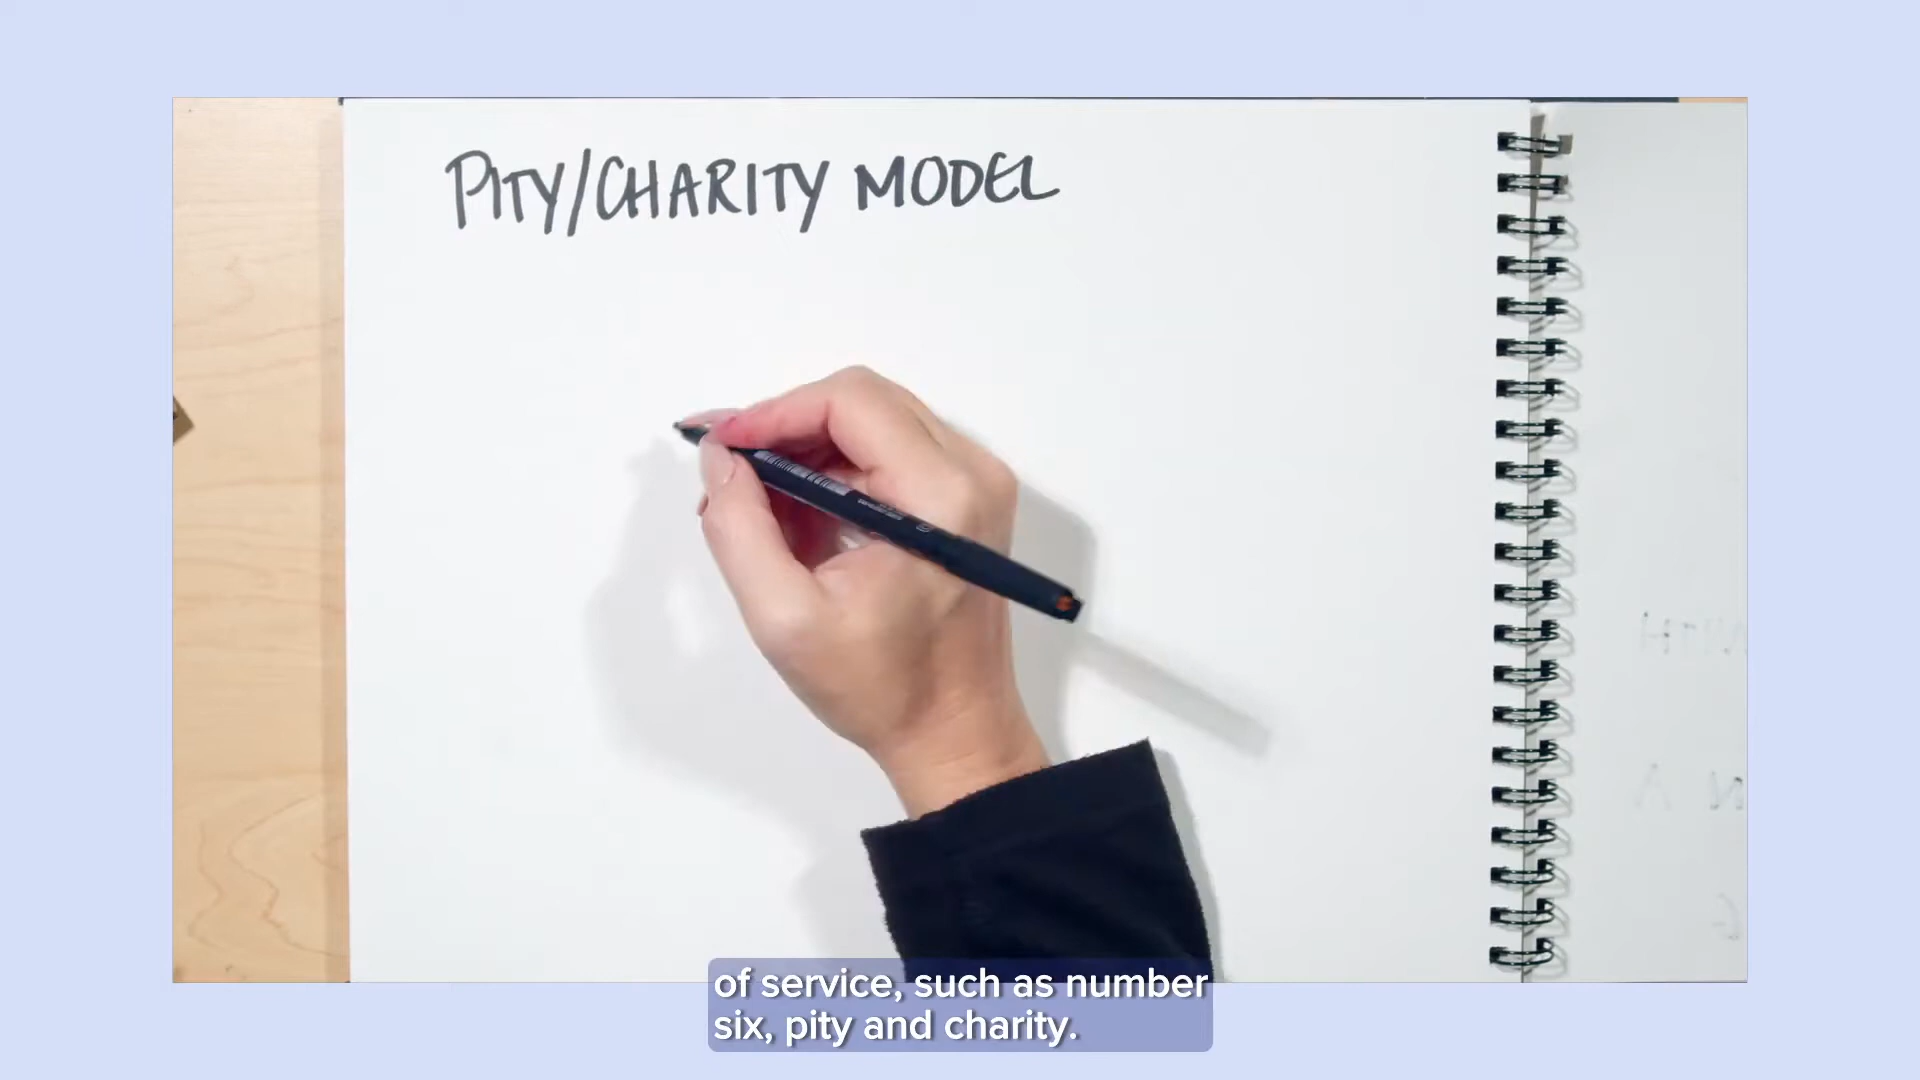 PITY/CHARITY MODEL
of service, such as number
six, pity and charity.